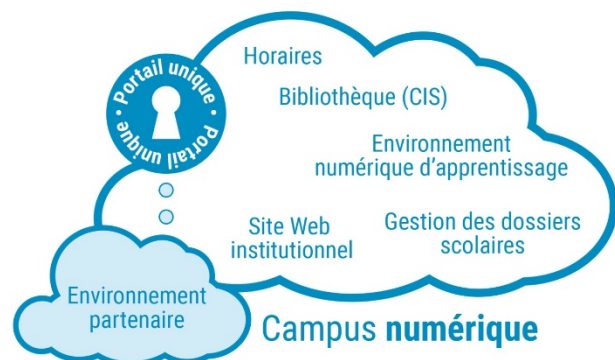 Portail unique • Portail unique •
Horaires
Bibliothèque (CIS)
Environnement
numérique d'apprentissage
Site Web
institutionnel
Gestion des dossiers
scolaires
Environnement
partenaire
Campus numérique